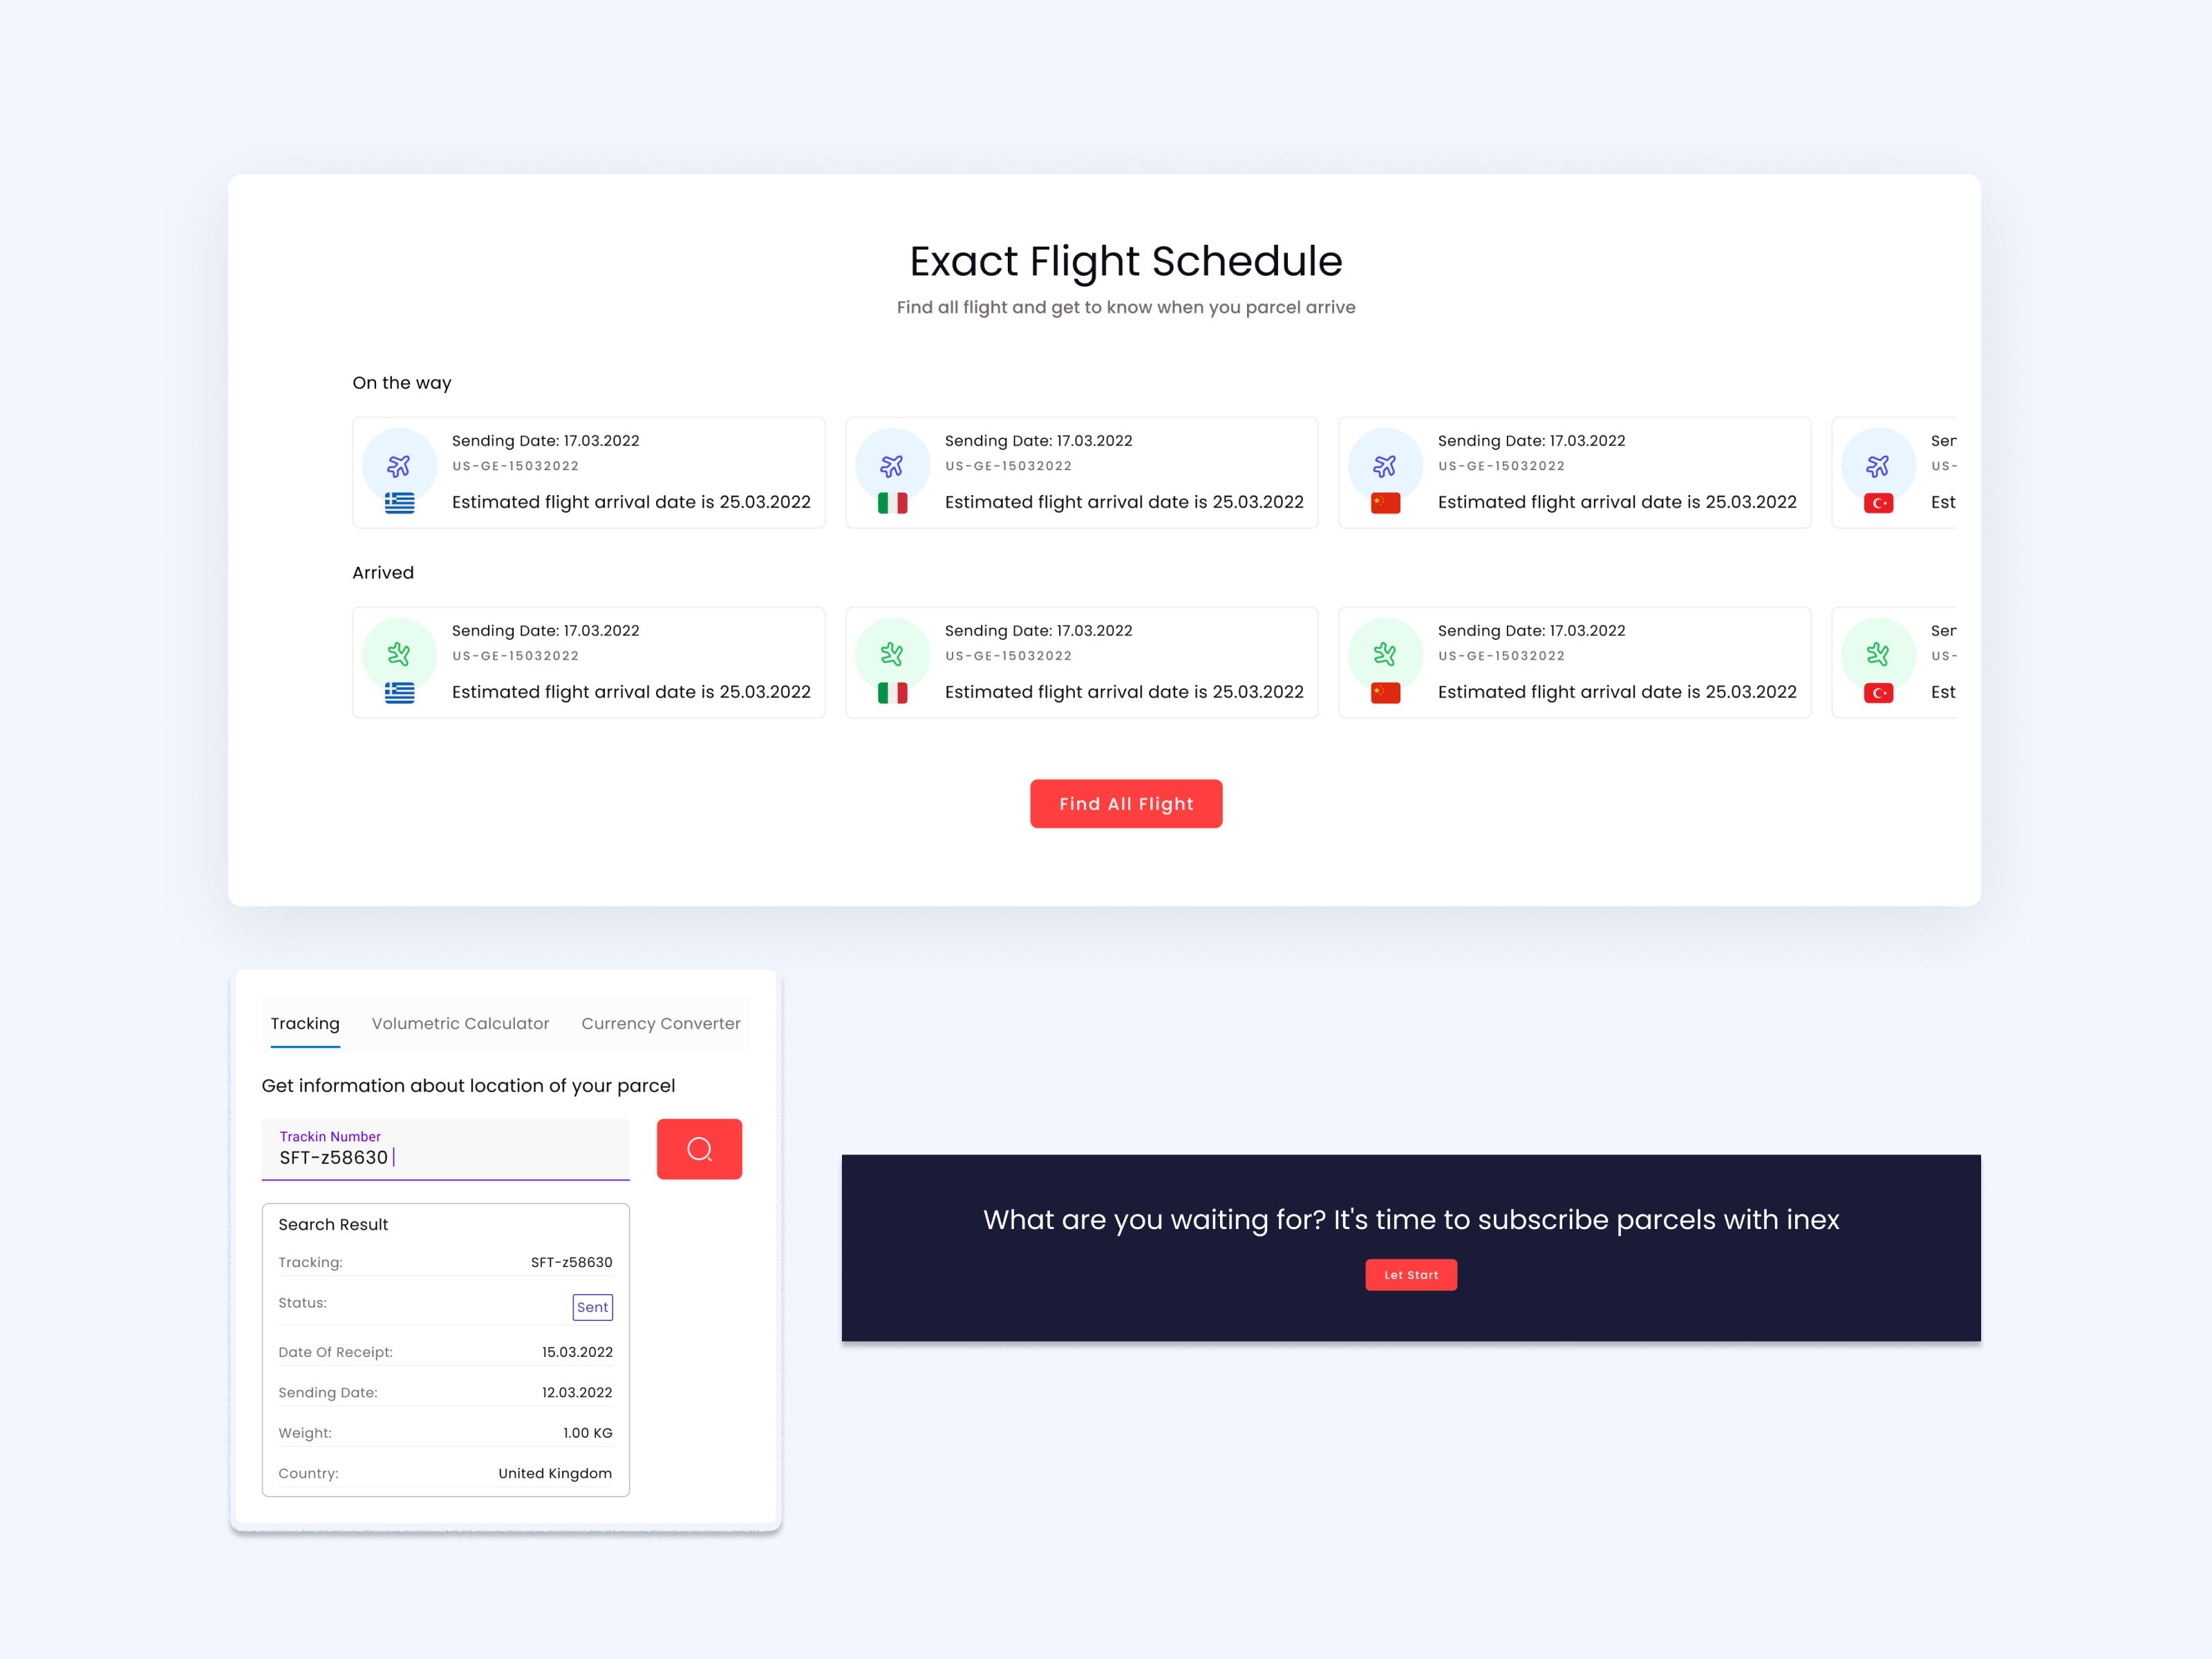 Exact Flight Schedule
Find all flight and get to know when you parcel arrive
On the way
Sending Date: 17.03.2022
US-GE-15032022
Estimated flight arrival date is 25.03.2022
Sending Date: 17.03.2022
US-GE-15032022
Estimated flight arrival date is 25.03.2022
Sending Date: 17.03.2022
US-GE-15032022
Estimated flight arrival date is 25.03.2022
Sen
US-
Est
Arrived
Sending Date: 17.03.2022
US-GE-15032022
Estimated flight arrival date is 25.03.2022
Sending Date: 17.03.2022
US-GE-15032022
Estimated flight arrival date is 25.03.2022
Sending Date: 17.03.2022
US-GE-15032022
Estimated flight arrival date is 25.03.2022
Sen
US-
Est
Find All Flight
Tracking Volumetric Calculator Currency Converter
Get information about location of your parcel
Trackin Number
SFT-z58630
Search Result
Tracking: SFT-z58630
Status: Sent
Date Of Receipt: 15.03.2022
Sending Date: 12.03.2022
Weight: 1.00 KG
Country: United Kingdom
What are you waiting for? It's time to subscribe parcels with inex
Let Start